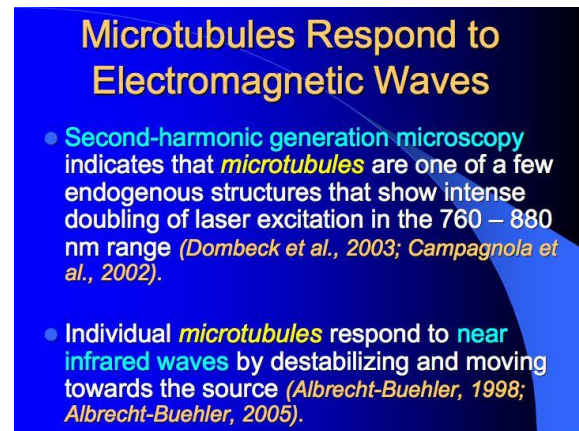 Microtubules Respond to
Electromagnetic Waves
Second-harmonic generation microscopy
indicates that microtubules are one of a few
endogenous structures that show intense
doubling of laser excitation in the 760 – 880
nm range (Dombeck et al., 2003; Campagnola et
al., 2002).
Individual microtubules respond to near
infrared waves by destabilizing and moving
towards the source (Albrecht-Buehler, 1998;
Albrecht-Buehler, 2005).